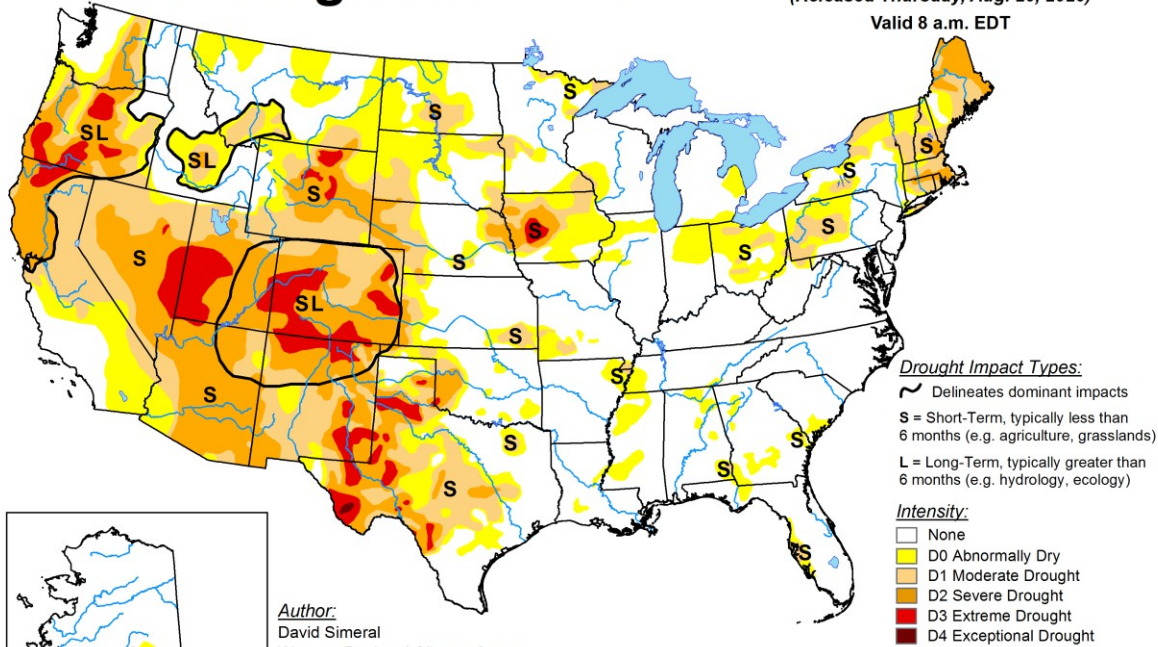 Valid 8 a.m. EDT
S
S
SL
S
SL
S
S
S
S
S
S
S
S
SL
S
S
S
S
S
S
S
S
S
Drought Impact Types:
Delineates dominant impacts
S = Short-Term, typically less than
6 months (e.g. agriculture, grasslands)
L = Long-Term, typically greater than
6 months (e.g. hydrology, ecology)
Intensity:
None
D0 Abnormally Dry
D1 Moderate Drought
D2 Severe Drought
D3 Extreme Drought
D4 Exceptional Drought
Author:
David Simeral